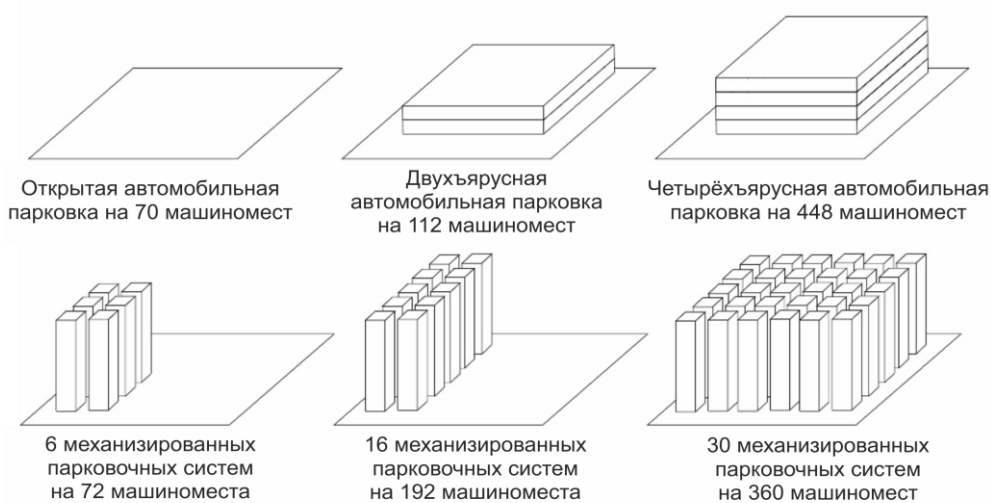 Открытая автомобильная
парковка на 70 машиномест
Двухъярусная
автомобильная парковка
на 112 машиномест
Четырёхъярусная автомобильная
парковка на 448 машиномест
6 механизированных
парковочных систем
на 72 машиноместа
16 механизированных
парковочных систем
на 192 машиноместа
30 механизированных
парковочных систем
на 360 машиномест